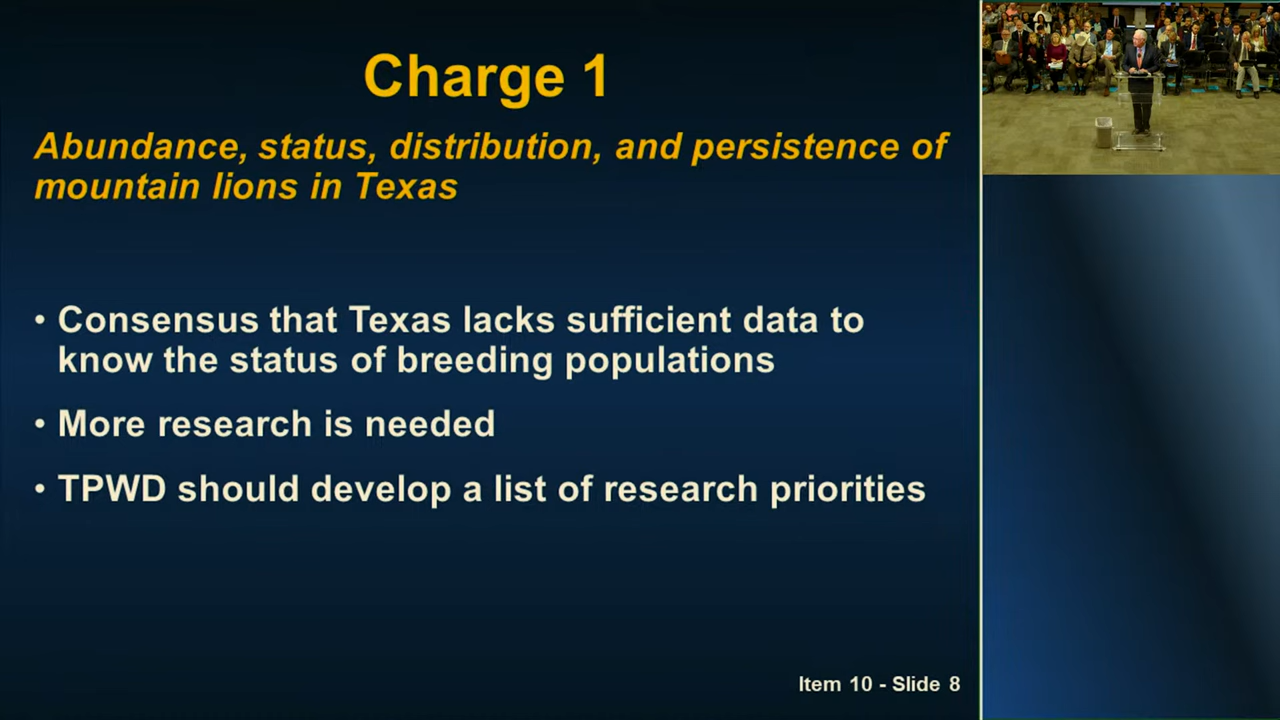 Charge 1
Abundance, status, distribution, and persistence of
mountain lions in Texas
• Consensus that Texas lacks sufficient data to
know the status of breeding populations
• More research is needed
• TPWD should develop a list of research priorities
Item 10 - Slide 8